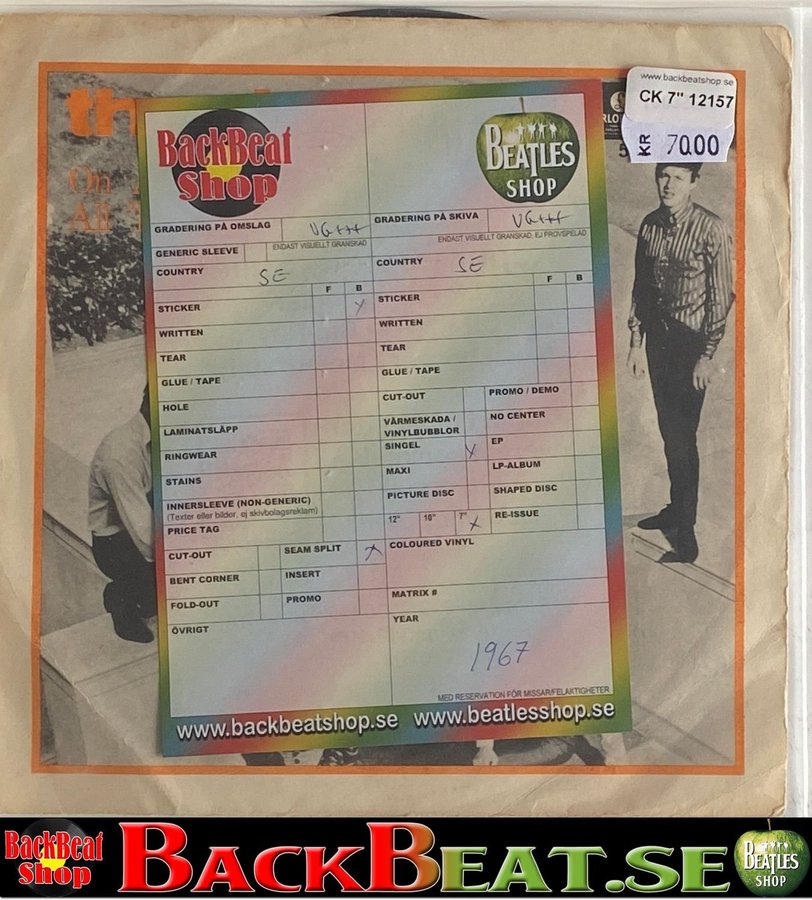 www.backbeatshop.se
CK 7" 12157
KR 70.00
th
On
All
5
BackBeat
Shop
BEATLES
SHOP
GRADERING PÅ OMSLAG VG+++
ENDAST VISUELLT GRANSKAD
GENERIC SLEEVE
COUNTRY SE
F B
STICKER Y
WRITTEN
TEAR
GLUE / TAPE
HOLE
LAMINATSLÄPP
RINGWEAR
STAINS
INNERSLEEVE (NON-GENERIC)
(Texter eller bilder, ej skivbolagsreklam)
PRICE TAG
CUT-OUT SEAM SPLIT X
BENT CORNER INSERT
FOLD-OUT PROMO
ÖVRIGT
GRADERING PÅ SKIVA VG+++
ENDAST VISUELLT GRANSKAD, EJ PROVSPELAD
COUNTRY SE
F B
STICKER
WRITTEN
TEAR
GLUE / TAPE
CUT-OUT PROMO / DEMO
VÄRMESKADA /
VINYLBUBBLOR NO CENTER
SINGEL Y EP
MAXI LP-ALBUM
PICTURE DISC SHAPED DISC
12" 10" 7" X RE-ISSUE
COLOURED VINYL
MATRIX #
YEAR
1967
MED RESERVATION FÖR MISSAR/FELAKTIGHETER
www.backbeatshop.se www.beatlesshop.se
BackBeat
Shop
BACKBEAT.SE
BEATLES
SHOP